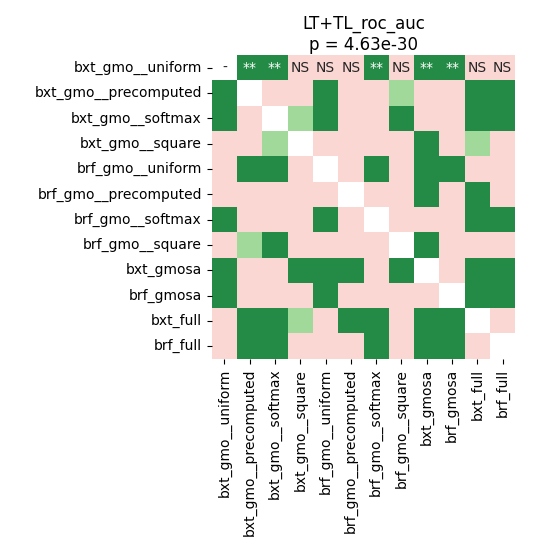 LT+TL_roc_auc
p = 4.63e-30
bxt_gmo__uniform - ** ** NS NS NS ** NS ** ** NS NS
bxt_gmo__precomputed
bxt_gmo__softmax
bxt_gmo__square
brf_gmo__uniform
brf_gmo__precomputed
brf_gmo__softmax
brf_gmo__square
bxt_gmosa
brf_gmosa
bxt_full
brf_full
bxt_gmo__uniform
bxt_gmo__precomputed
bxt_gmo__softmax
bxt_gmo__square
brf_gmo__uniform
brf_gmo__precomputed
brf_gmo__softmax
brf_gmo__square
bxt_gmosa
brf_gmosa
bxt_full
brf_full